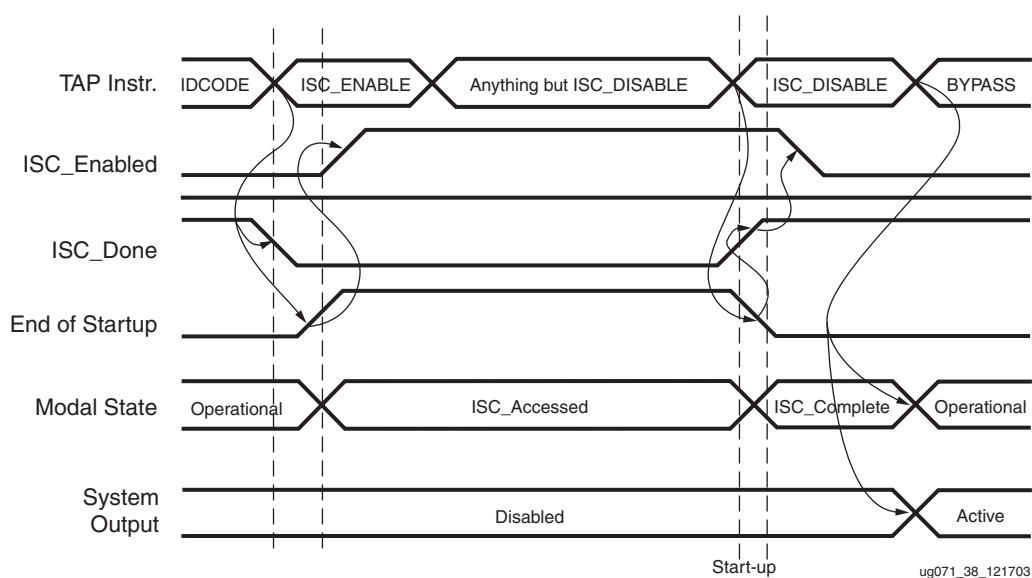 TAP Instr.
IDCODE
ISC_ENABLE
Anything but ISC_DISABLE
ISC_DISABLE
BYPASS
ISC_Enabled
ISC_Done
End of Startup
Modal State
Operational
ISC_Accessed
ISC_Complete
Operational
System
Output
Disabled
Active
Start-up
ug071_38_121703